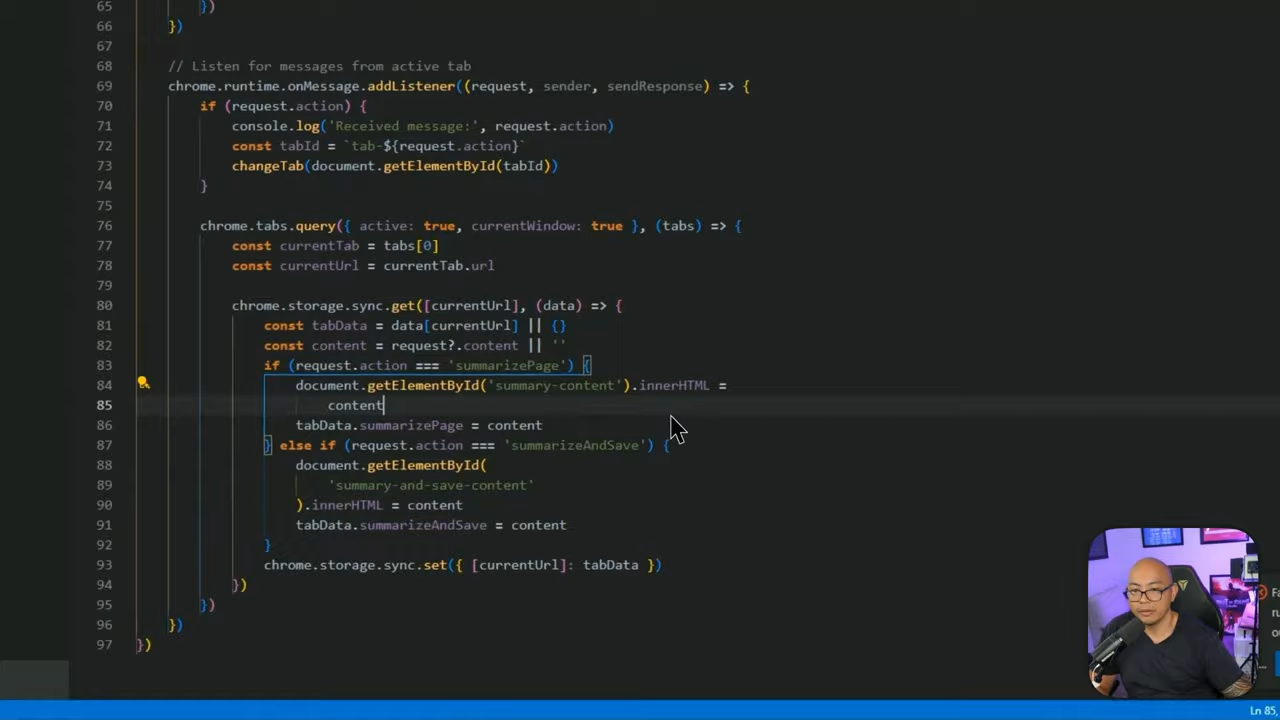 65 })
66 })
67
68 // Listen for messages from active tab
69 chrome.runtime.onMessage.addListener((request, sender, sendResponse) => {
70 if (request.action) {
71 console.log('Received message:', request.action)
72 const tabId = `tab-${request.action}`
73 changeTab(document.getElementById(tabId))
74 }
75
76 chrome.tabs.query({ active: true, currentWindow: true }, (tabs) => {
77 const currentTab = tabs[0]
78 const currentUrl = currentTab.url
79
80 chrome.storage.sync.get([currentUrl], (data) => {
81 const tabData = data[currentUrl] || {}
82 const content = request?.content || ''
83 if (request.action === 'summarizePage') {
84 document.getElementById('summary-content').innerHTML =
85 content
86 tabData.summarizePage = content
87 } else if (request.action === 'summarizeAndSave') {
88 document.getElementById(
89 'summary-and-save-content'
90 ).innerHTML = content
91 tabData.summarizeAndSave = content
92 }
93 chrome.storage.sync.set({ [currentUrl]: tabData })
94 })
95 })
96 })
97 })
Ln 85,